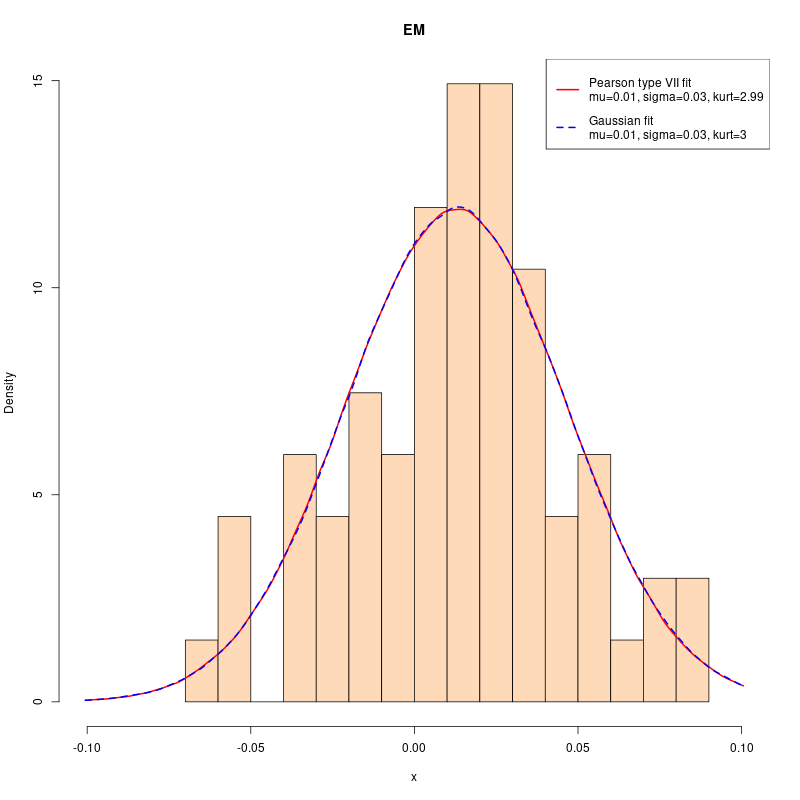 EM
Pearson type VII fit
mu=0.01, sigma=0.03, kurt=2.99
Gaussian fit
mu=0.01, sigma=0.03, kurt=3
15
10
5
0
Density
-0.10 -0.05 0.00 0.05 0.10
x